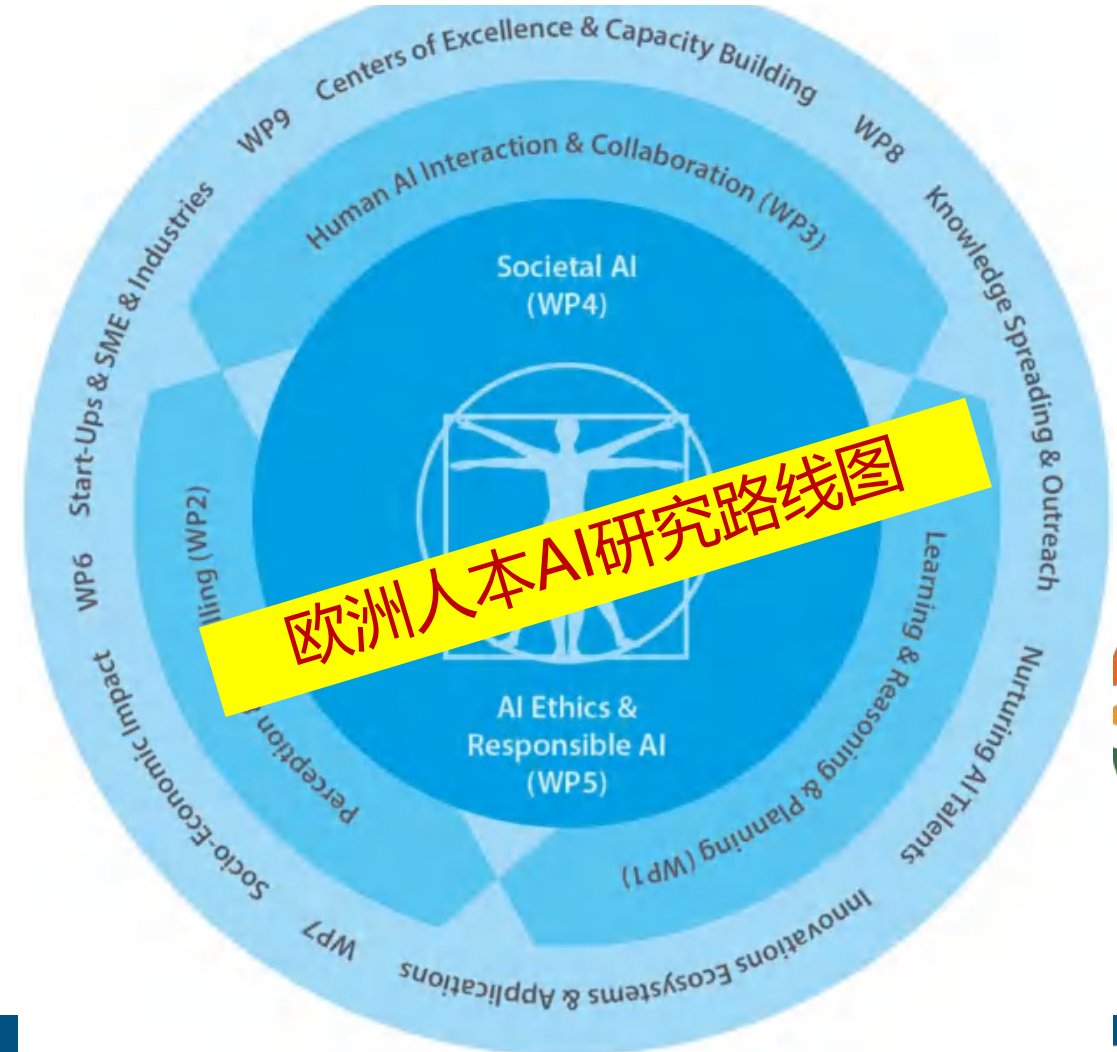 Centers of Excellence & Capacity Building
WP8
Knowledge Spreading & Outreach
Nurturing AI Talents
Innovations Ecosystems & Applications
WP7
Socio-Economic Impact
WP6
Start-Ups & SME & Industries
WP9
Human AI Interaction & Collaboration (WP3)
Learning & Reasoning & Planning (WP1)
Perception
lling (WP2)
Societal AI
(WP4)
欧洲人本AI研究路线图
AI Ethics &
Responsible AI
(WP5)